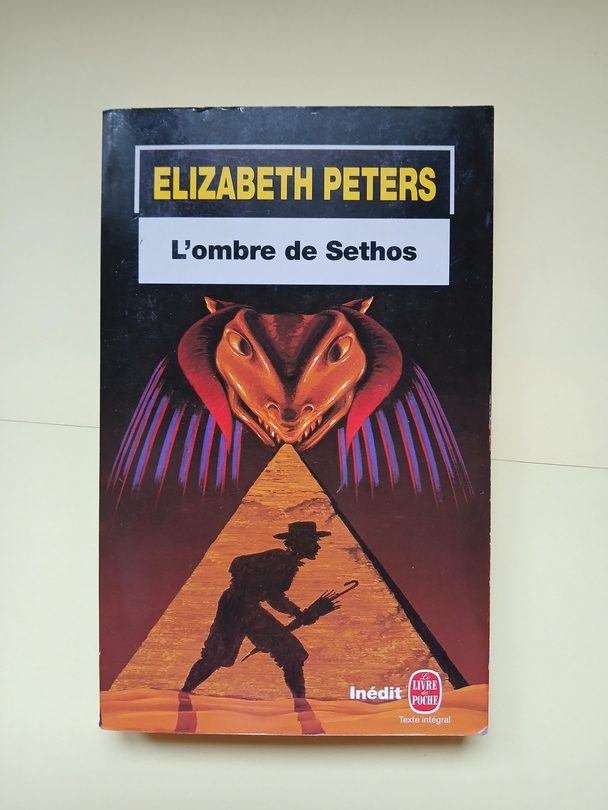 ELIZABETH PETERS
L'ombre de Sethos
Inédit
Le
LIVRE
de
POCHE
Texte intégral